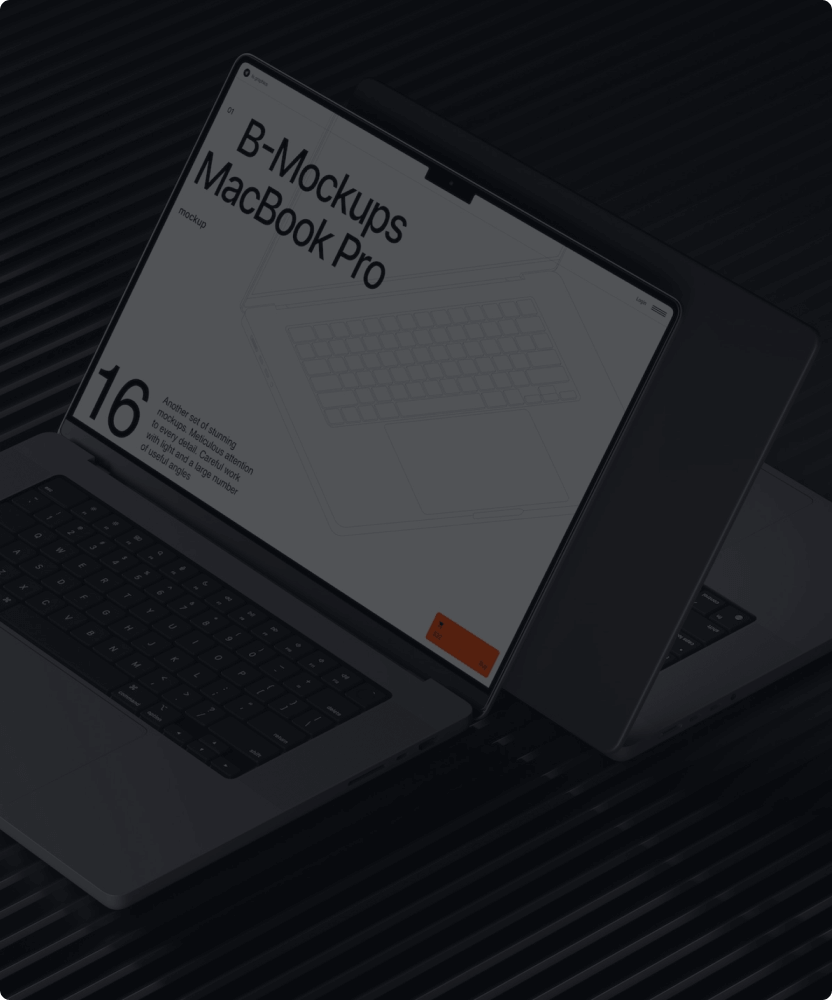 01
B-Mockups
MacBook Pro
mockup
16
Another set of stunning
mockups. Meticulous attention
to every detail. Careful work
with light and a large number
of useful angles